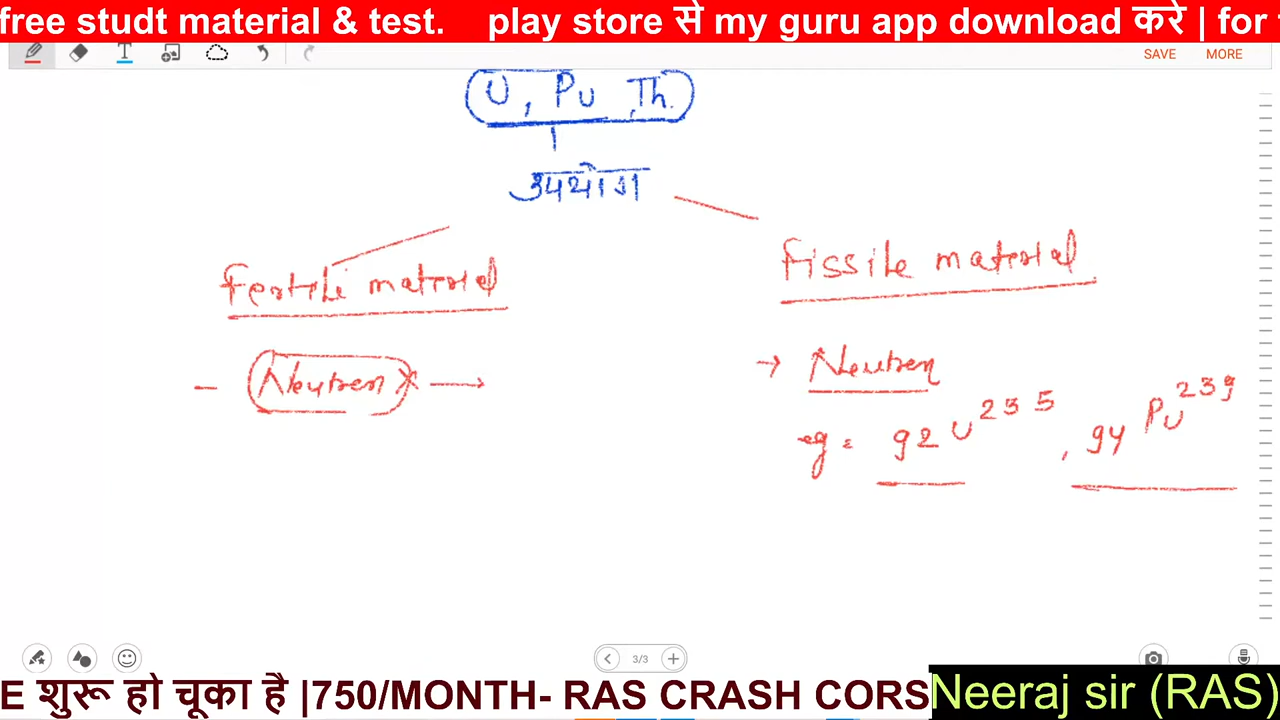 free studt material & test. play store से my guru app download करे | for
SAVE MORE
U, Pu, Th.
उपयोग
Fertile material
Fissile material
- Neutron × →
→ Neutron
eg = 92 U 235, 94 Pu 239
3/3
E शुरू हो चूका है |750/MONTH- RAS CRASH CORS
Neeraj sir (RAS)